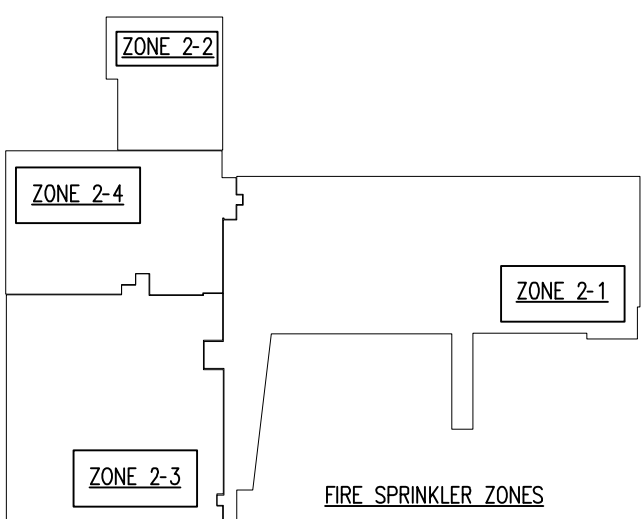 ZONE 2-2
ZONE 2-4
ZONE 2-1
ZONE 2-3
FIRE SPRINKLER ZONES